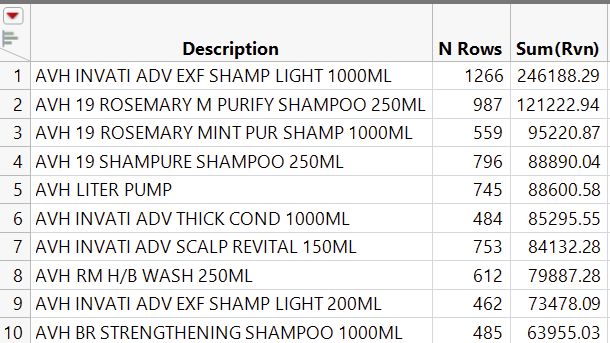 Description N Rows Sum(Rvn)
1 AVH INVATI ADV EXF SHAMP LIGHT 1000ML 1266 246188.29
2 AVH 19 ROSEMARY M PURIFY SHAMPOO 250ML 987 121222.94
3 AVH 19 ROSEMARY MINT PUR SHAMP 1000ML 559 95220.87
4 AVH 19 SHAMPURE SHAMPOO 250ML 796 88890.04
5 AVH LITER PUMP 745 88600.58
6 AVH INVATI ADV THICK COND 1000ML 484 85295.55
7 AVH INVATI ADV SCALP REVITAL 150ML 753 84132.28
8 AVH RM H/B WASH 250ML 612 79887.28
9 AVH INVATI ADV EXF SHAMP LIGHT 200ML 462 73478.09
10 AVH BR STRENGTHENING SHAMPOO 1000ML 485 63955.03